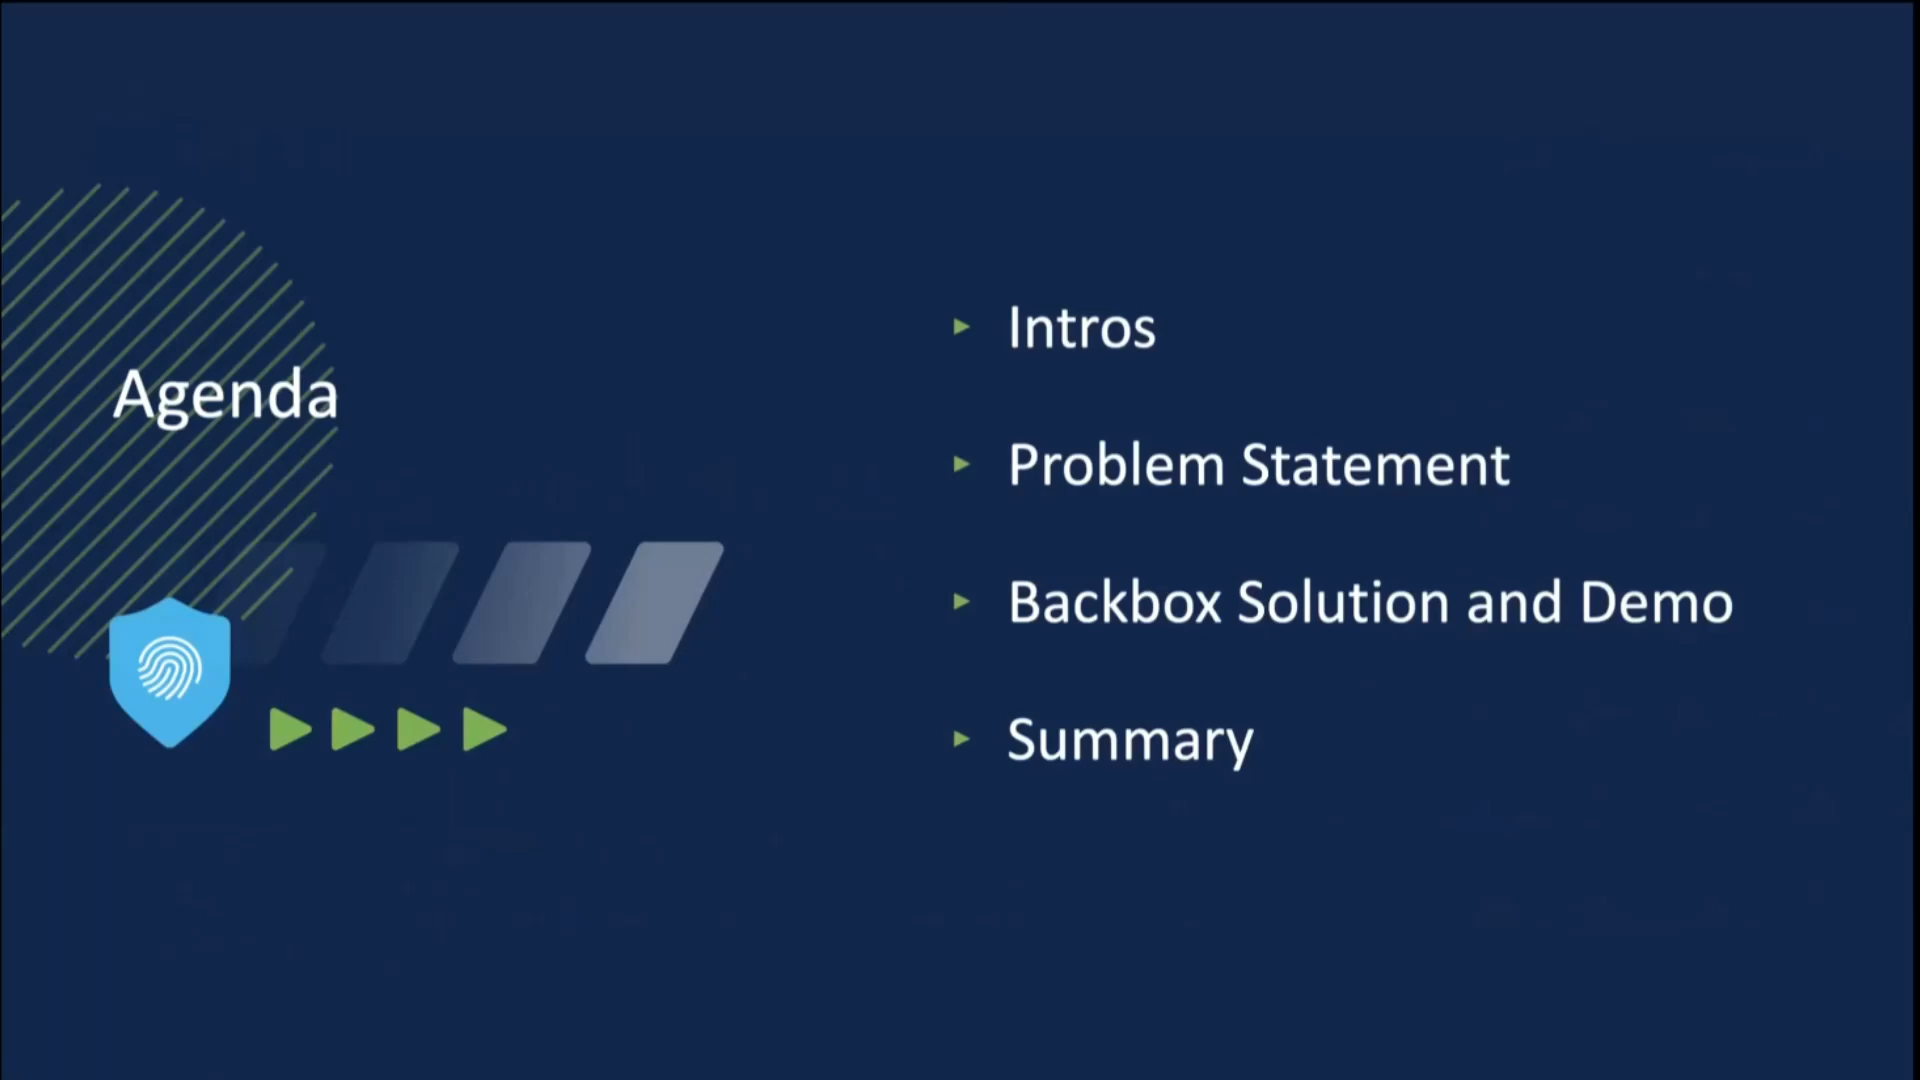 Agenda
Intros
Problem Statement
Backbox Solution and Demo
Summary